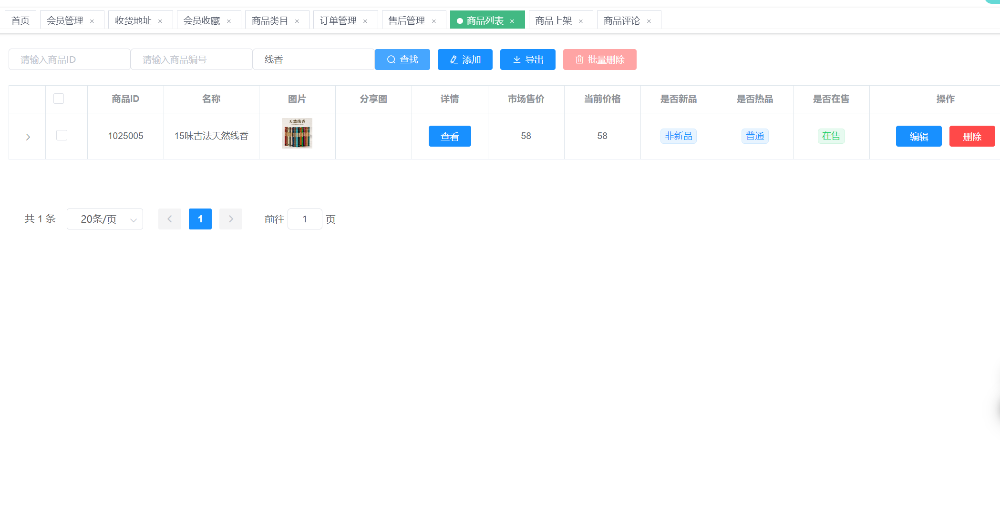 首页 会员管理 × 收货地址 × 会员收藏 × 商品类目 × 订单管理 × 售后管理 × 商品列表 × 商品上架 × 商品评论 ×
请输入商品ID 请输入商品编号 线香 查找 添加 导出 批量删除
商品ID 名称 图片 分享图 详情 市场售价 当前价格 是否新品 是否热品 是否在售 操作
天然线香
1025005 15味古法天然线香 查看 58 58 非新品 普通 在售 编辑 删除
共 1 条 20条/页 1 前往 1 页